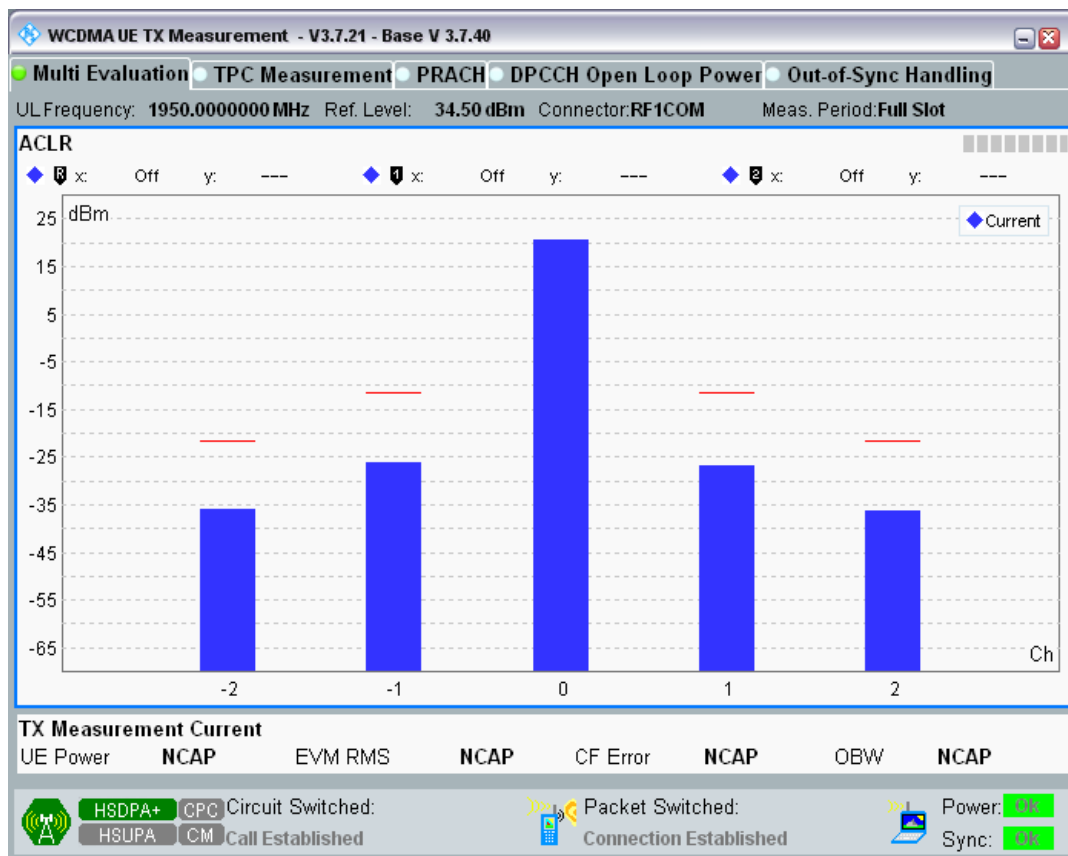 WCDMA UE TX Measurement - V3.7.21 - Base V 3.7.40
Multi Evaluation TPC Measurement PRACH DPCCH Open Loop Power Out-of-Sync Handling
UL Frequency: 1950.0000000 MHz Ref. Level: 34.50 dBm Connector:RF1COM Meas. Period:Full Slot
ACLR
R x: Off y: --- 1 x: Off y: --- 2 x: Off y: ---
25 dBm Current
15
5
-5
-15
-25
-35
-45
-55
-65 Ch
-2 -1 0 1 2
TX Measurement Current
UE Power NCAP EVM RMS NCAP CF Error NCAP OBW NCAP
HSDPA+ CPC Circuit Switched: Packet Switched: Power: OK
HSUPA CM Call Established Connection Established Sync: OK